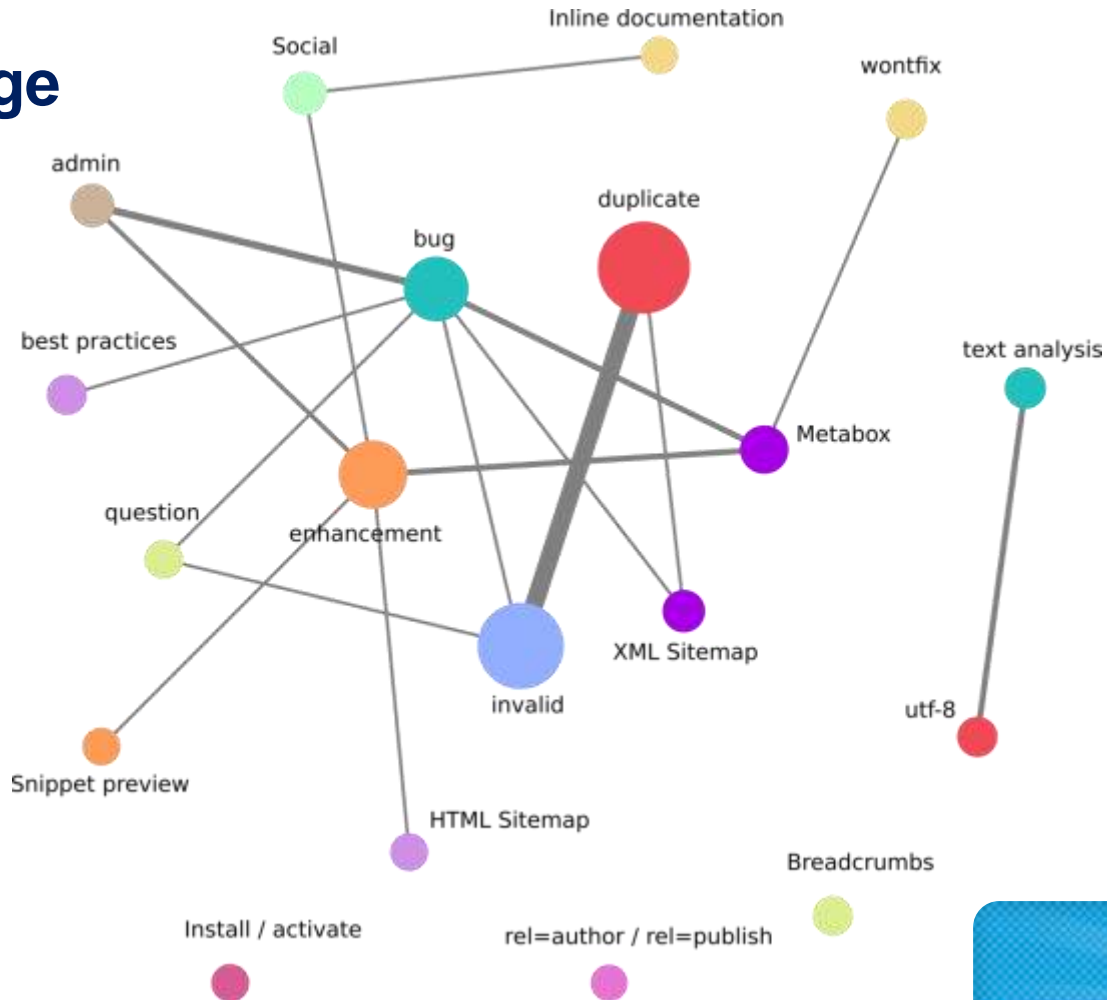 Inline documentation
Social
wontfix
ge
admin
duplicate
bug
best practices
text analysis
Metabox
question
enhancement
XML Sitemap
invalid
utf-8
Snippet preview
HTML Sitemap
Breadcrumbs
Install / activate
rel=author / rel=publish